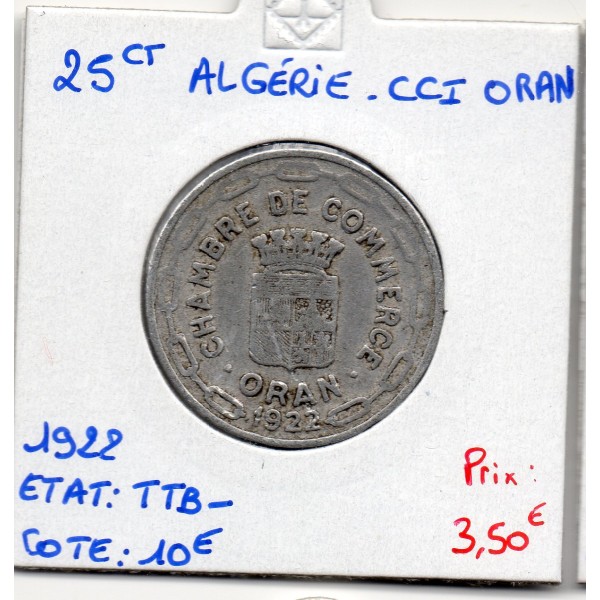 25CT ALGÉRIE - CCI ORAN
CHAMBRE DE COMMERCE
· ORAN ·
1922
1922
ETAT: TTB-
COTE: 10€
Prix:
3,50€